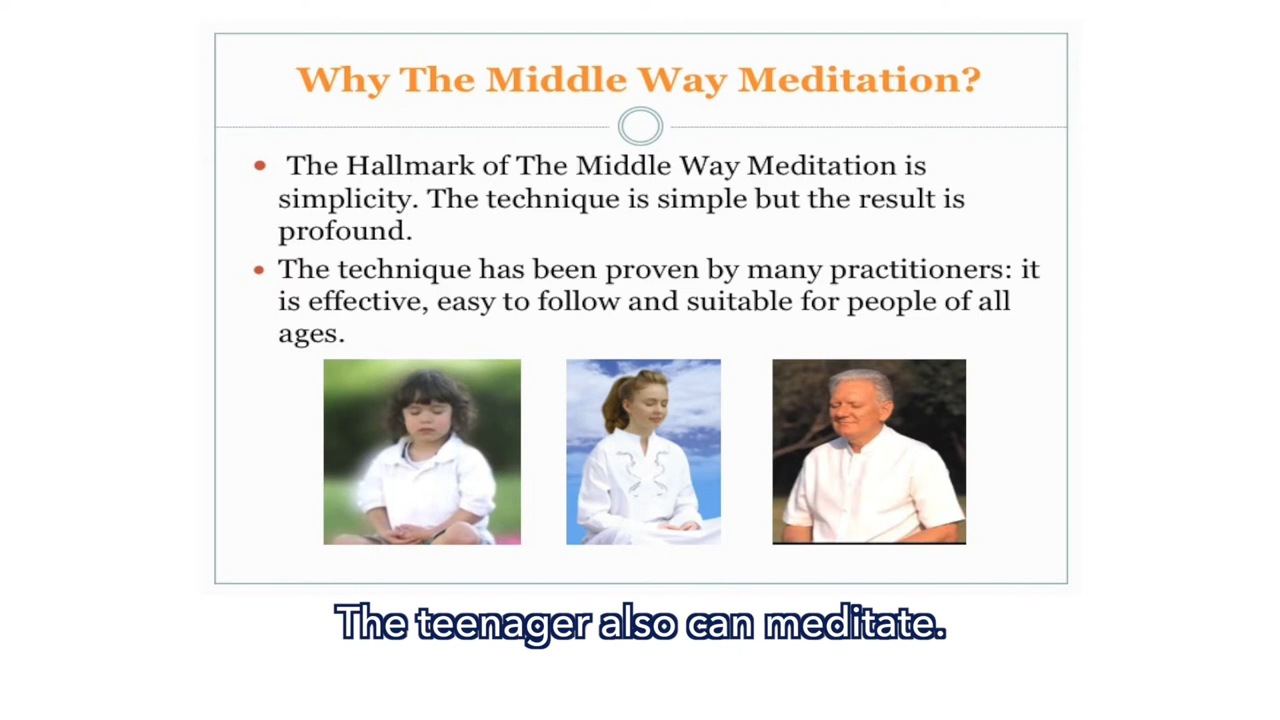 Why The Middle Way Meditation?
• The Hallmark of The Middle Way Meditation is
simplicity. The technique is simple but the result is
profound.
• The technique has been proven by many practitioners: it
is effective, easy to follow and suitable for people of all
ages.
The teenager also can meditate.